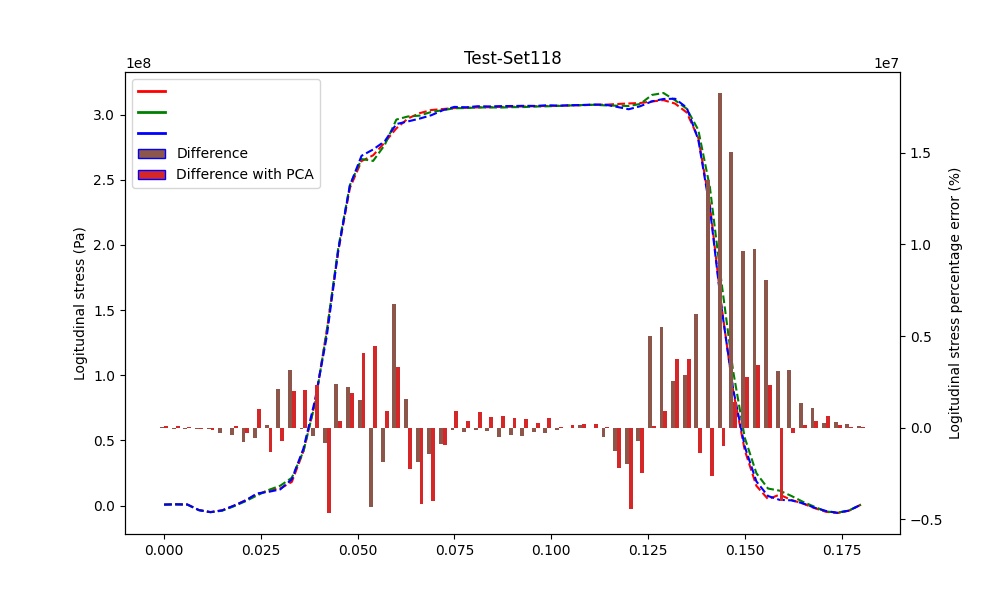 Test-Set118
1e8
1e7
Difference
Difference with PCA
Logitudinal stress (Pa)
3.0
2.5
2.0
1.5
1.0
0.5
0.0
1.5
1.0
0.5
0.0
−0.5
Logitudinal stress percentage error (%)
0.000 0.025 0.050 0.075 0.100 0.125 0.150 0.175